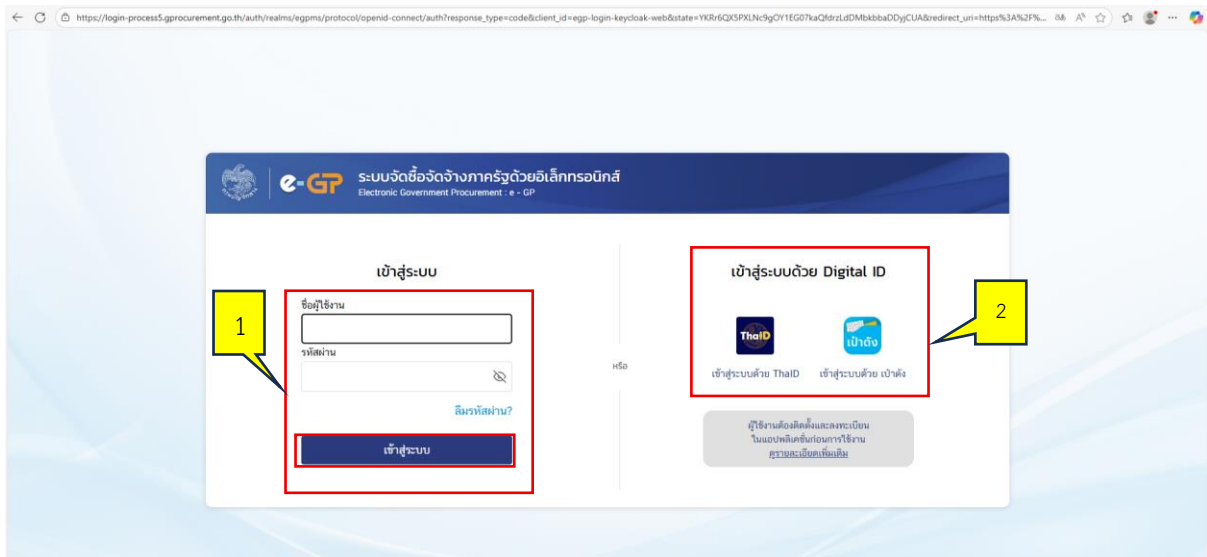 https://login-process5.gprocurement.go.th/auth/realms/egpms/protocol/openid-connect/auth?response_type=code&client_id=egp-login-keycloak-web&state=YKRr6QX5PXLNc9gOY1EG07kaQfdrzLdDMbkbbaDDyjCUA&redirect_uri=https%3A%2F%...
e-GP
ระบบจัดซื้อจัดจ้างภาครัฐด้วยอิเล็กทรอนิกส์
Electronic Government Procurement : e - GP
เข้าสู่ระบบ
1
ชื่อผู้ใช้งาน
รหัสผ่าน
ลืมรหัสผ่าน?
เข้าสู่ระบบ
หรือ
เข้าสู่ระบบด้วย Digital ID
2
ThaID
เป๋าตัง
เข้าสู่ระบบด้วย ThaID
เข้าสู่ระบบด้วย เป๋าตัง
ผู้ใช้งานต้องติดตั้งและลงทะเบียน
ในแอปพลิเคชั่นก่อนการใช้งาน
ดูรายละเอียดเพิ่มเติม